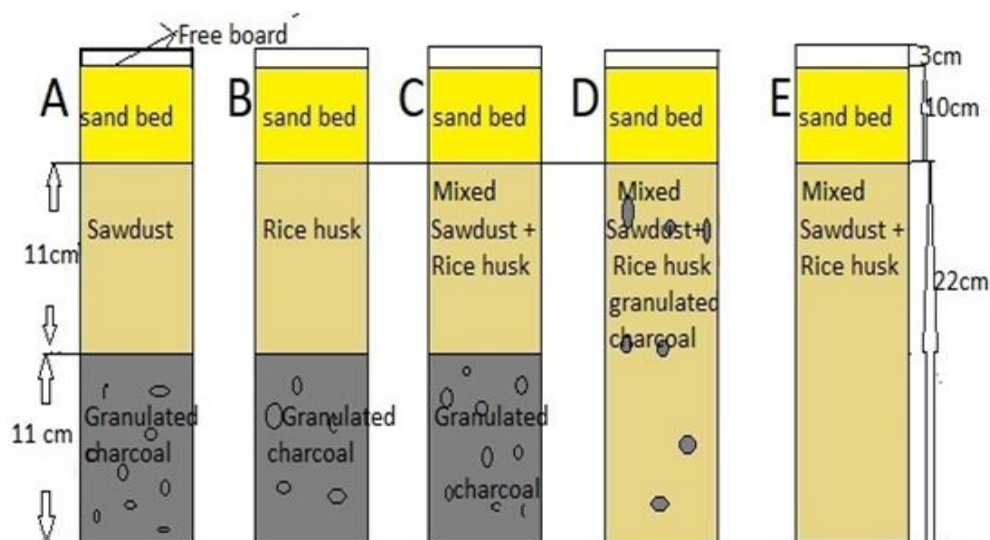 Free board
A
sand bed
B
sand bed
C
sand bed
D
sand bed
E
sand bed
3cm
10cm
11cm
Sawdust
Rice husk
Mixed
Sawdust +
Rice husk
Mixed
Sawdust+
Rice husk
granulated
charcoal
Mixed
Sawdust +
Rice husk
22cm
11 cm
Granulated
charcoal
Granulated
charcoal
Granulated
charcoal